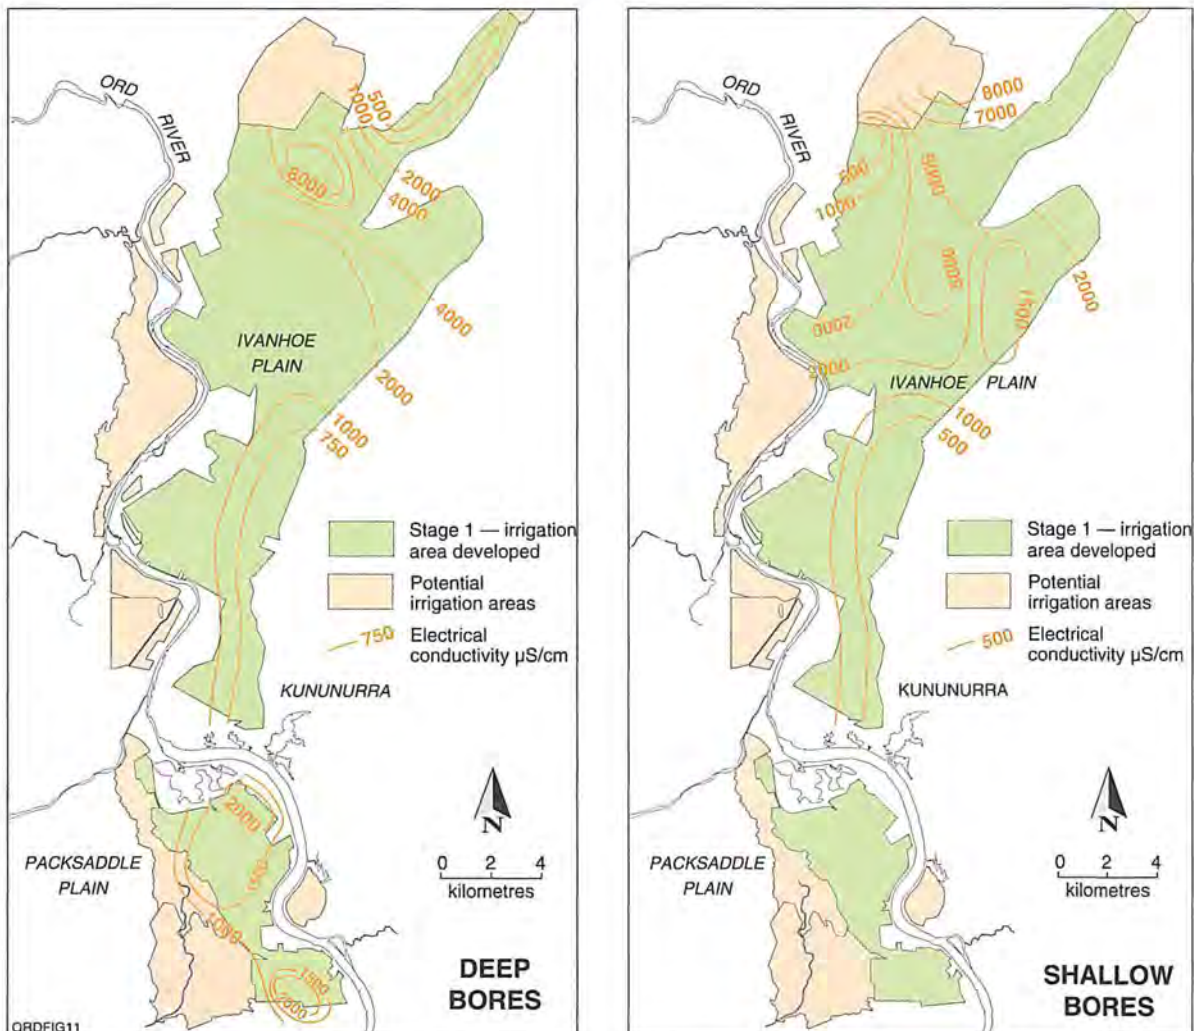 ORD
RIVER
500
1000
8000
2000
4000
4000
IVANHOE
PLAIN
2000
1000
750
Stage 1 — irrigation
area developed
Potential
irrigation areas
750
Electrical
conductivity µS/cm
KUNUNURRA
2000
N
PACKSADDLE
PLAIN
1500
0 2 4
kilometres
1000
1500
2000
DEEP
BORES
ORDFIG11
ORD
RIVER
8000
7000
500
5000
1000
5000
1500
2000
2000
2000
IVANHOE PLAIN
1000
500
Stage 1 — irrigation
area developed
Potential
irrigation areas
500
Electrical
conductivity µS/cm
KUNUNURRA
N
PACKSADDLE
PLAIN
0 2 4
kilometres
SHALLOW
BORES